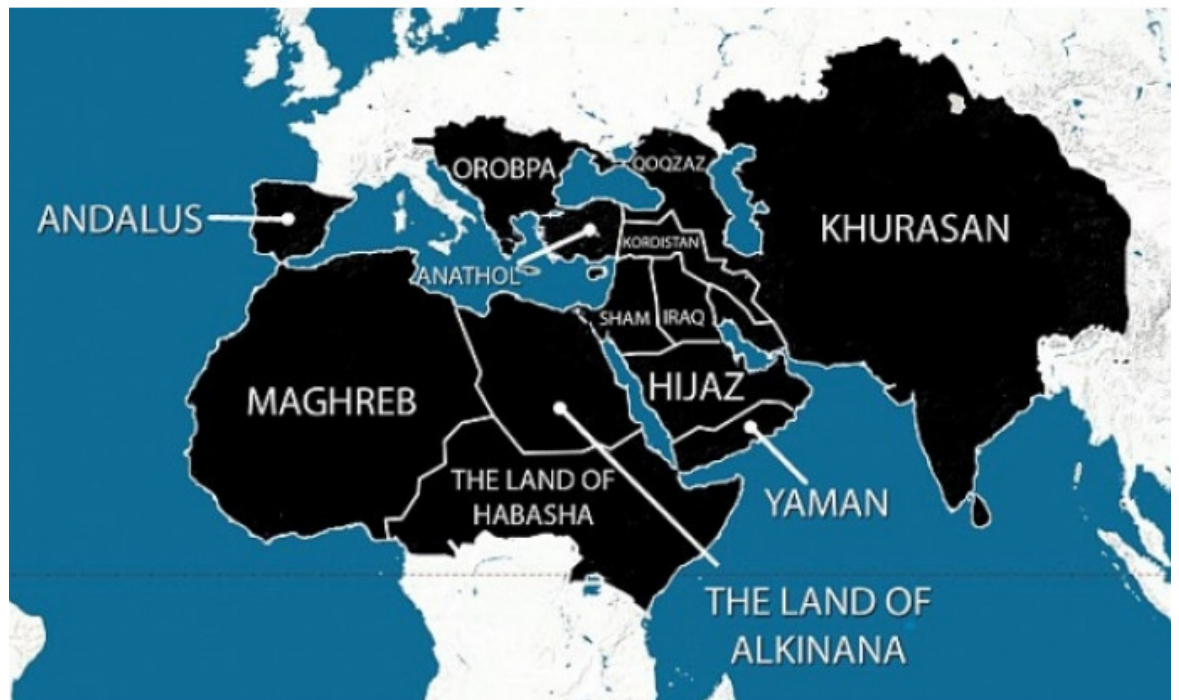 OROBPA
QOQZAZ
ANDALUS
KHURASAN
KORDISTAN
ANATHOL
SHAM
IRAQ
MAGHREB
HIJAZ
THE LAND OF
HABASHA
YAMAN
THE LAND OF
ALKINANA